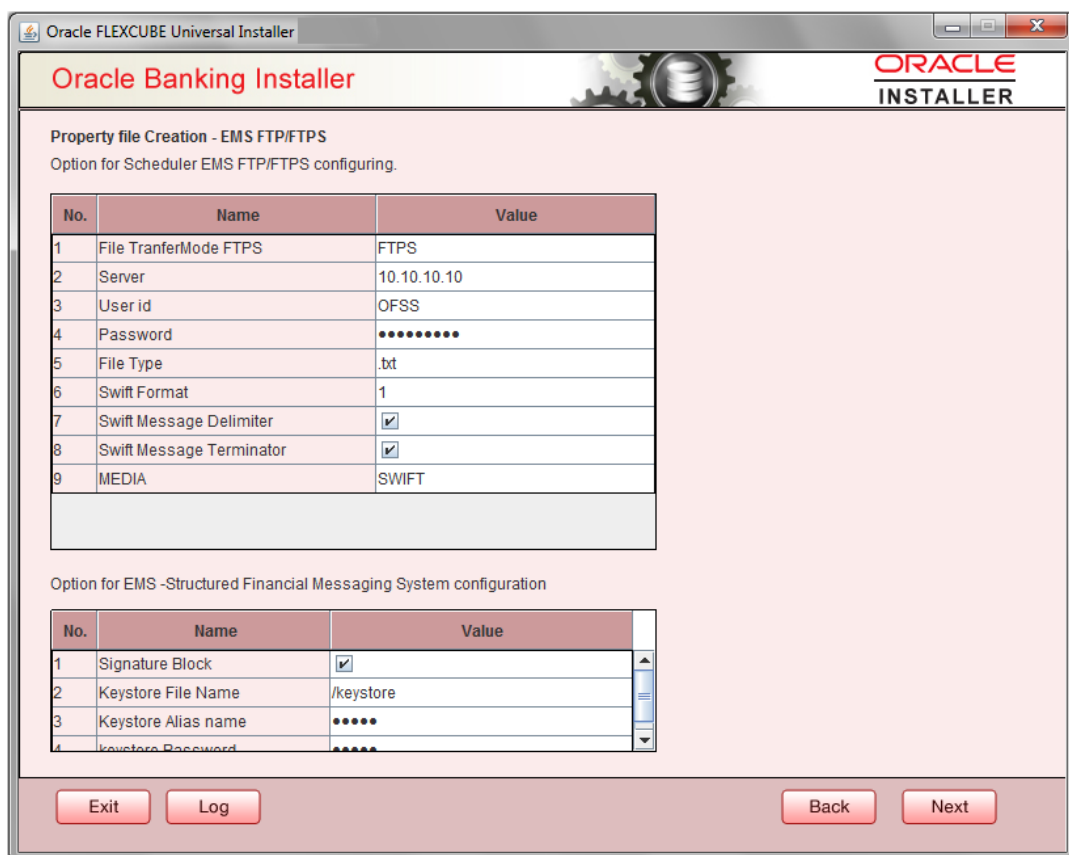 Oracle FLEXCUBE Universal Installer
Oracle Banking Installer
ORACLE
INSTALLER
Property file Creation - EMS FTP/FTPS
Option for Scheduler EMS FTP/FTPS configuring.
No. Name Value
1 File TranferMode FTPS FTPS
2 Server 10.10.10.10
3 User id OFSS
4 Password •••••••••
5 File Type .txt
6 Swift Format 1
7 Swift Message Delimiter
8 Swift Message Terminator
9 MEDIA SWIFT
Option for EMS -Structured Financial Messaging System configuration
No. Name Value
1 Signature Block
2 Keystore File Name /keystore
3 Keystore Alias name •••••
4 keystore Password •••••
Exit Log Back Next